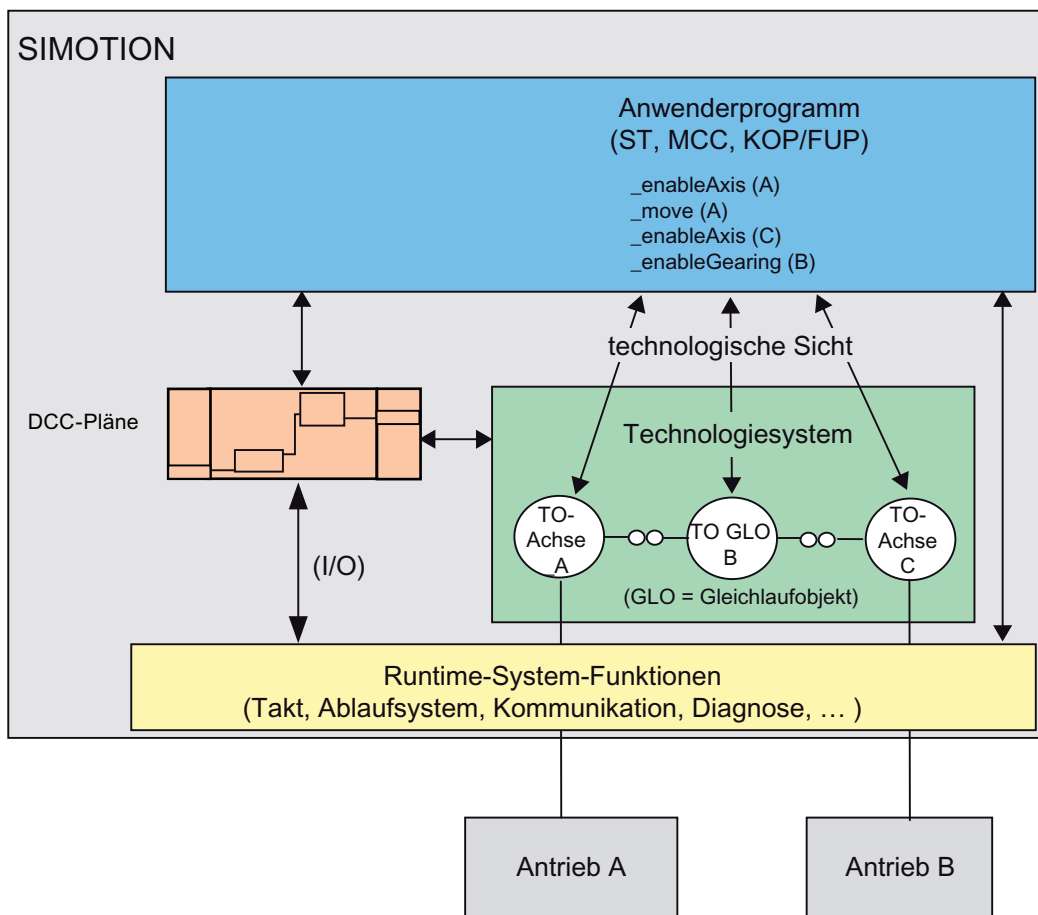 SIMOTION
Anwenderprogramm
(ST, MCC, KOP/FUP)
_enableAxis (A)
_move (A)
_enableAxis (C)
_enableGearing (B)
technologische Sicht
DCC-Pläne
Technologiesystem
TO-
Achse
_A
TO GLO
B
TO-
Achse
C
(I/O)
(GLO = Gleichlaufobjekt)
Runtime-System-Funktionen
(Takt, Ablaufsystem, Kommunikation, Diagnose, … )
Antrieb A
Antrieb B